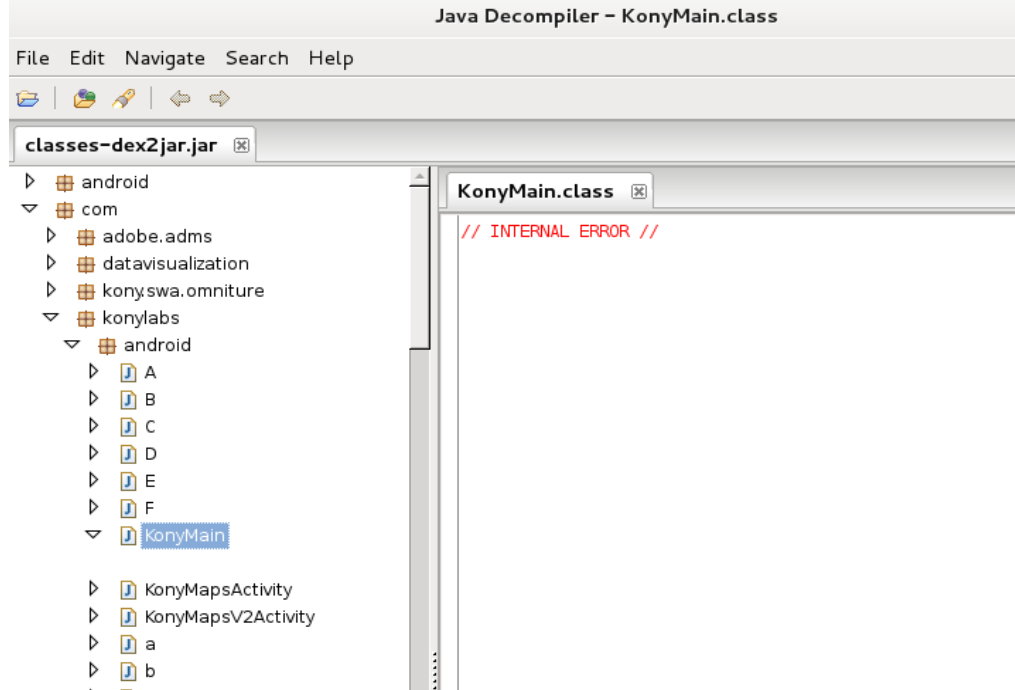 Java Decompiler – KonyMain.class
File Edit Navigate Search Help
classes-dex2jar.jar
android
com
adobe.adms
datavisualization
kony.swa.omniture
konylabs
android
A
B
C
D
E
F
KonyMain
KonyMapsActivity
KonyMapsV2Activity
a
b
KonyMain.class
// INTERNAL ERROR //